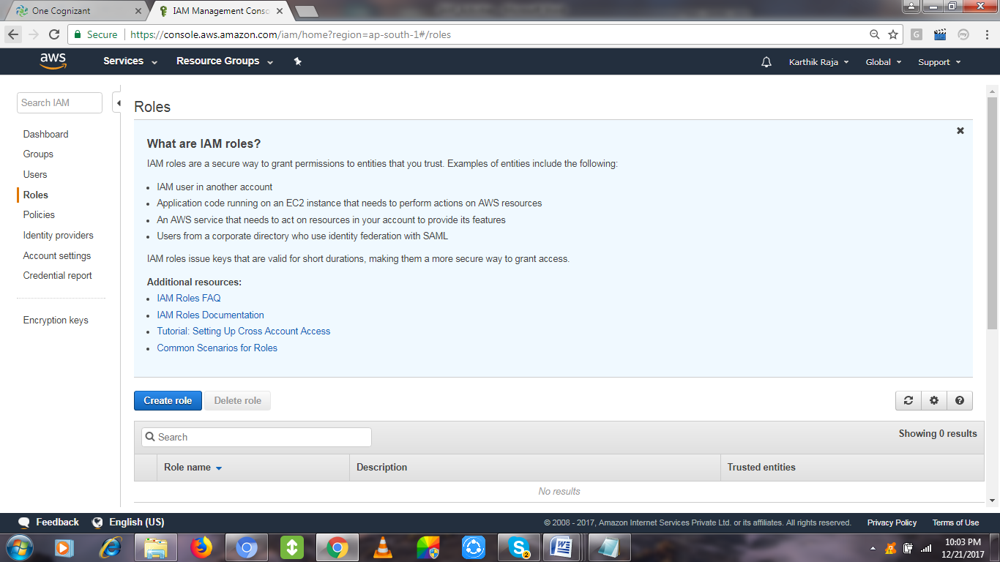 One Cognizant
IAM Management Conso
Secure
https://console.aws.amazon.com/iam/home?region=ap-south-1#/roles
G
my
aws
Services
Resource Groups
Karthik Raja
Global
Support
Search IAM
Dashboard
Groups
Users
Roles
Policies
Identity providers
Account settings
Credential report
Encryption keys
Roles
What are IAM roles?
IAM roles are a secure way to grant permissions to entities that you trust. Examples of entities include the following:
IAM user in another account
Application code running on an EC2 instance that needs to perform actions on AWS resources
An AWS service that needs to act on resources in your account to provide its features
Users from a corporate directory who use identity federation with SAML
IAM roles issue keys that are valid for short durations, making them a more secure way to grant access.
Additional resources:
IAM Roles FAQ
IAM Roles Documentation
Tutorial: Setting Up Cross Account Access
Common Scenarios for Roles
Create role
Delete role
Search
Showing 0 results
Role name
Description
Trusted entities
No results
Feedback
English (US)
© 2008 - 2017, Amazon Internet Services Private Ltd. or its affiliates. All rights reserved.
Privacy Policy
Terms of Use
2
10:03 PM
12/21/2017